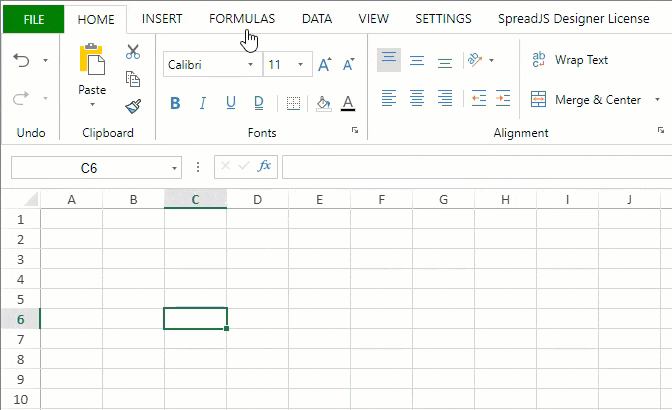 FILE HOME INSERT FORMULAS DATA VIEW SETTINGS SpreadJS Designer License
Calibri 11 Wrap Text
Paste
B I U D A Merge & Center
Undo Clipboard Fonts Alignment
C6 fx
A B C D E F G H I J
1
2
3
4
5
6
7
8
9
10